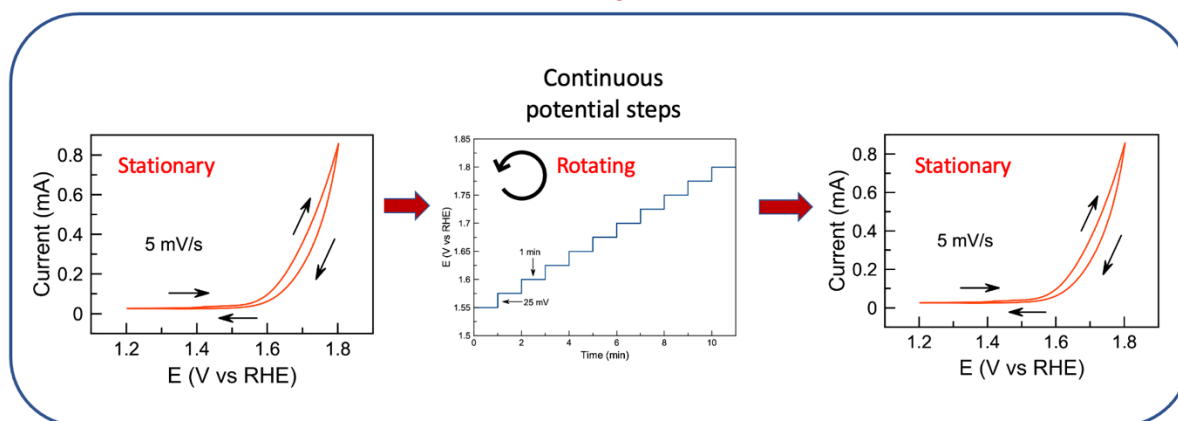 Continuous
potential steps
Stationary
5 mV/s
Current (mA)
0.8
0.6
0.4
0.2
0
1.2
1.4
1.6
1.8
E (V vs RHE)
Rotating
1 min
25 mV
E (V vs RHE)
1.85
1.8
1.75
1.7
1.65
1.6
1.55
1.5
0
2
4
6
8
10
Time (min)
Stationary
5 mV/s
Current (mA)
0.8
0.6
0.4
0.2
0
1.2
1.4
1.6
1.8
E (V vs RHE)